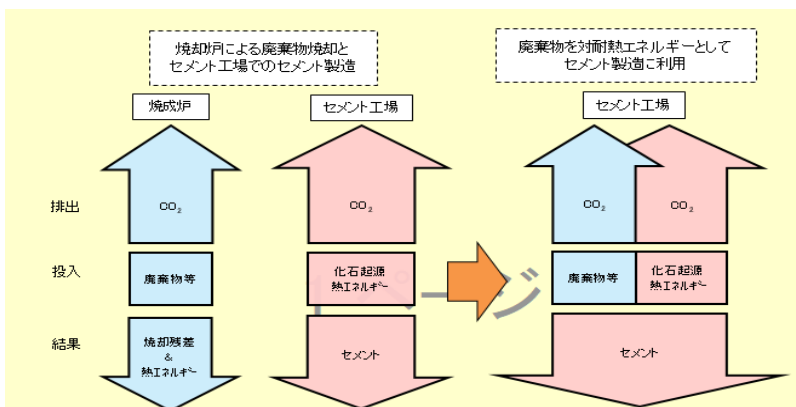 焼却炉による廃棄物焼却と
セメント工場でのセメント製造
廃棄物を対耐熱エネルギーとして
セメント製造に利用
焼成炉
セメント工場
セメント工場
排出
CO₂
CO₂
CO₂
CO₂
投入
廃棄物等
化石起源
熱エネルギー
廃棄物等
化石起源
熱エネルギー
1 ページ
結果
焼却残差
&
熱エネルギー
セメント
セメント